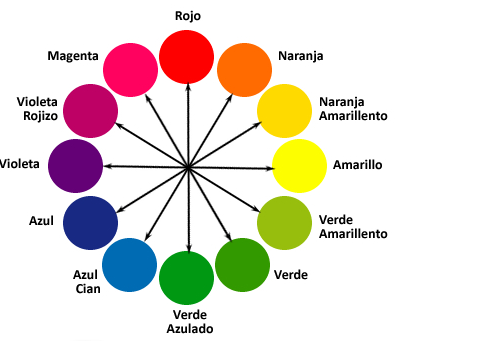 Rojo
Magenta
Naranja
Violeta
Rojizo
Naranja
Amarillento
Violeta
Amarillo
Azul
Verde
Amarillento
Azul
Cian
Verde
Verde
Azulado